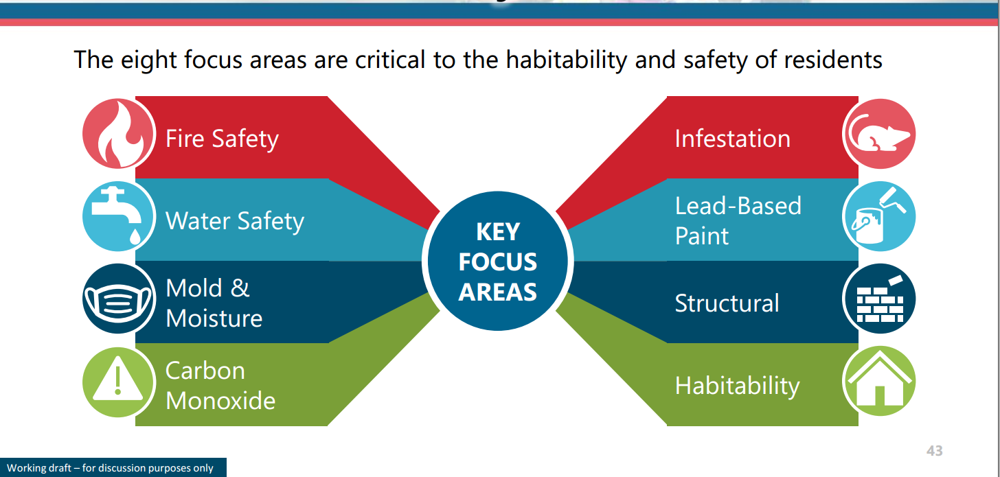 The eight focus areas are critical to the habitability and safety of residents
Fire Safety
Water Safety
Mold &
Moisture
Carbon
Monoxide
KEY
FOCUS
AREAS
Infestation
Lead-Based
Paint
Structural
Habitability
43
Working draft – for discussion purposes only